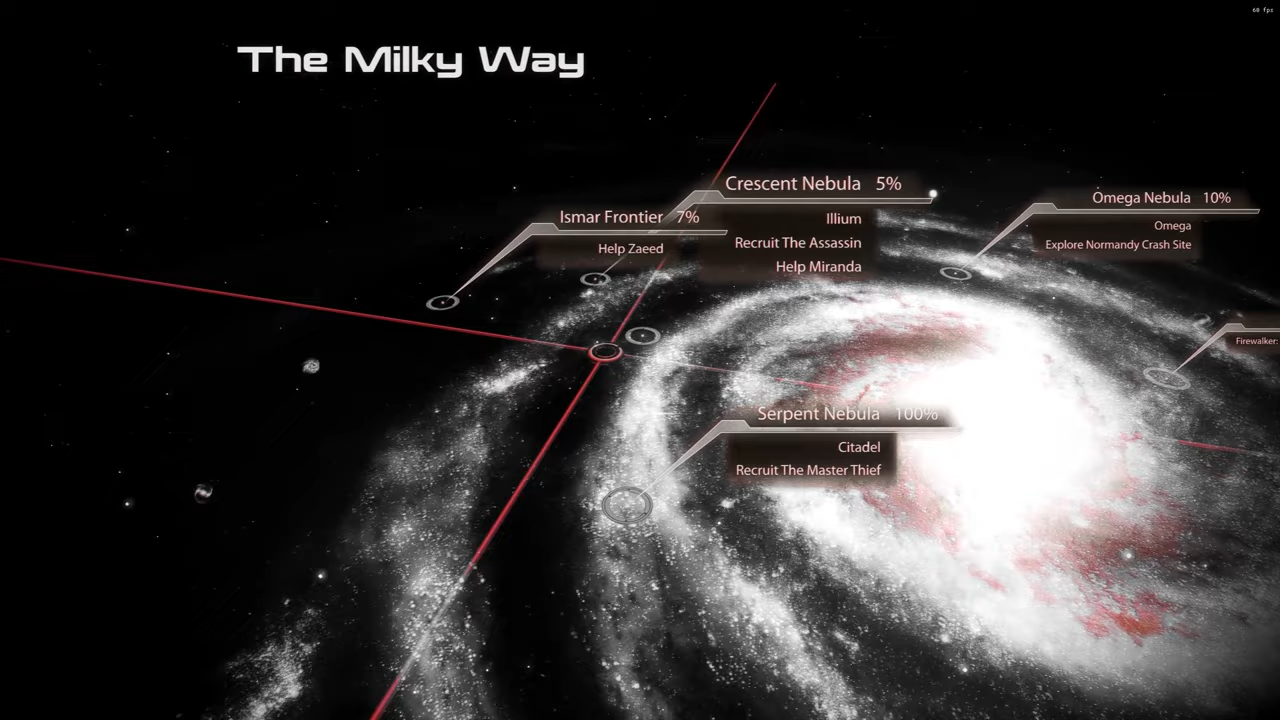 60 fps
The Milky Way
Crescent Nebula 5%
Illium
Recruit The Assassin
Help Miranda
Ismar Frontier 7%
Help Zaeed
Omega Nebula 10%
Omega
Explore Normandy Crash Site
Firewalker:
Serpent Nebula 100%
Citadel
Recruit The Master Thief